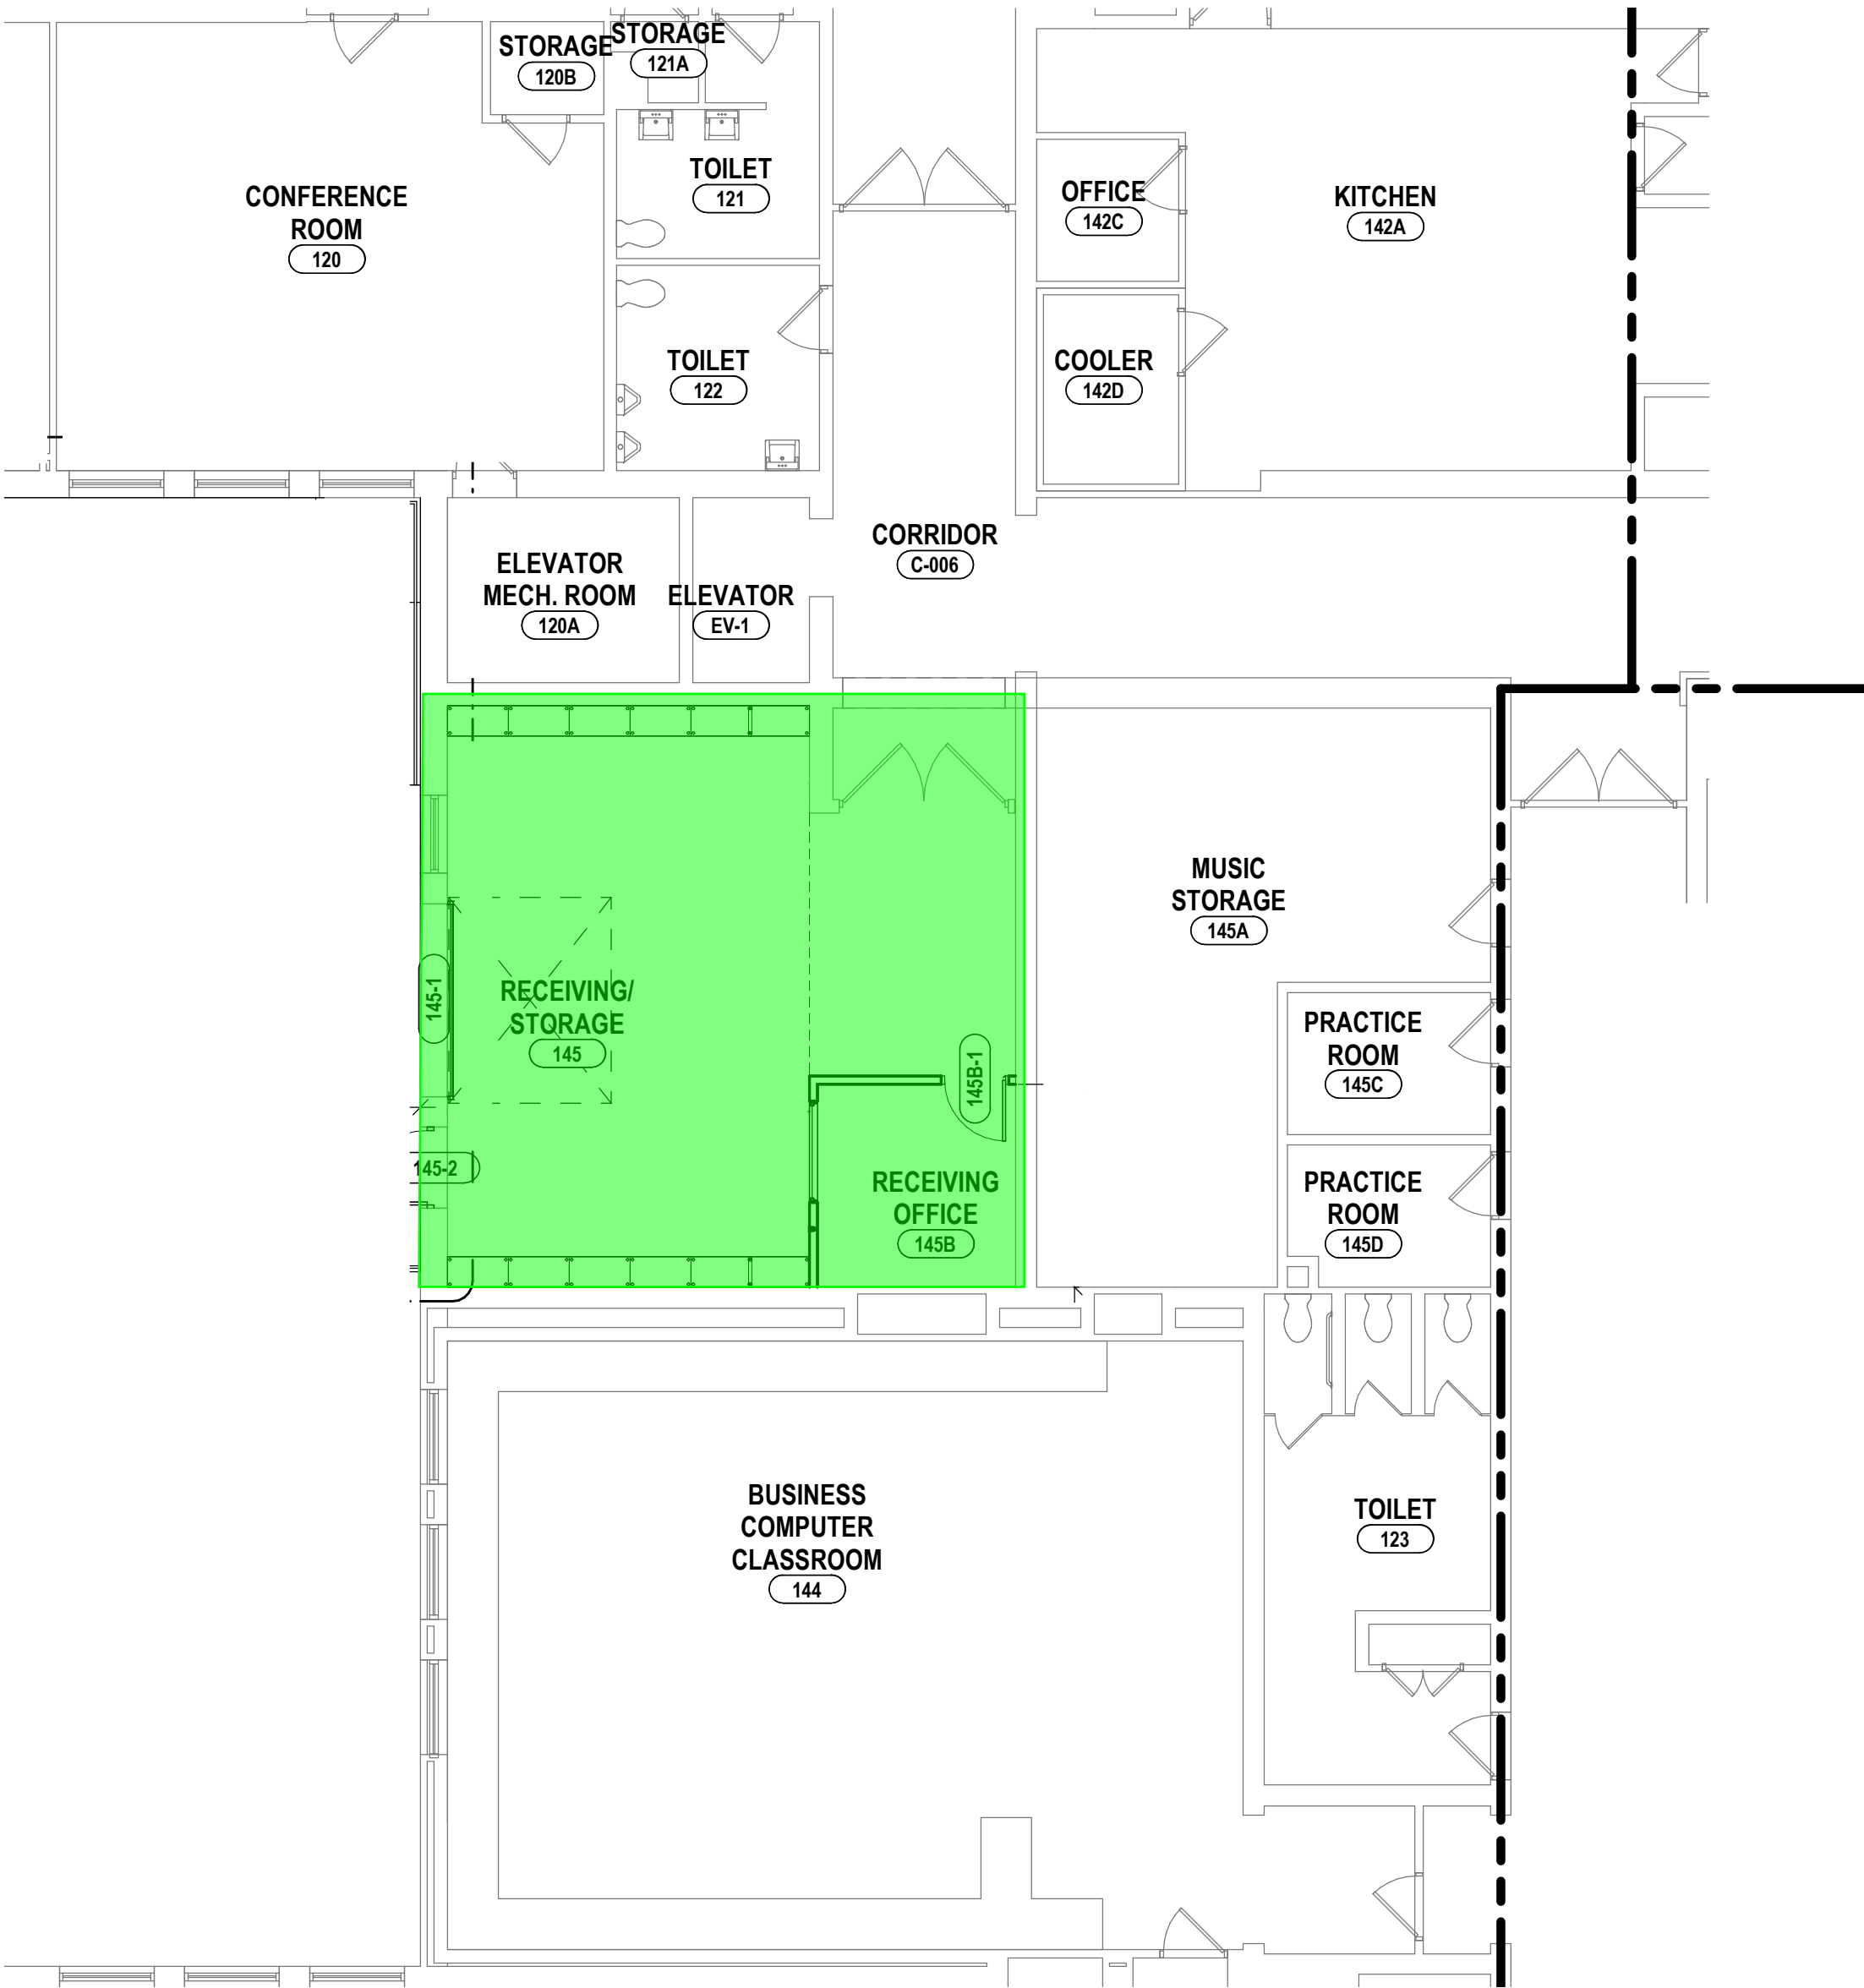 STORAGE
120B
STORAGE
121A
TOILET
121
CONFERENCE
ROOM
120
OFFICE
142C
KITCHEN
142A
TOILET
122
COOLER
142D
CORRIDOR
C-006
ELEVATOR
MECH. ROOM
120A
ELEVATOR
EV-1
MUSIC
STORAGE
145A
145-1
RECEIVING/
STORAGE
145
145B-1
PRACTICE
ROOM
145C
145-2
RECEIVING
OFFICE
145B
PRACTICE
ROOM
145D
BUSINESS
COMPUTER
CLASSROOM
144
TOILET
123